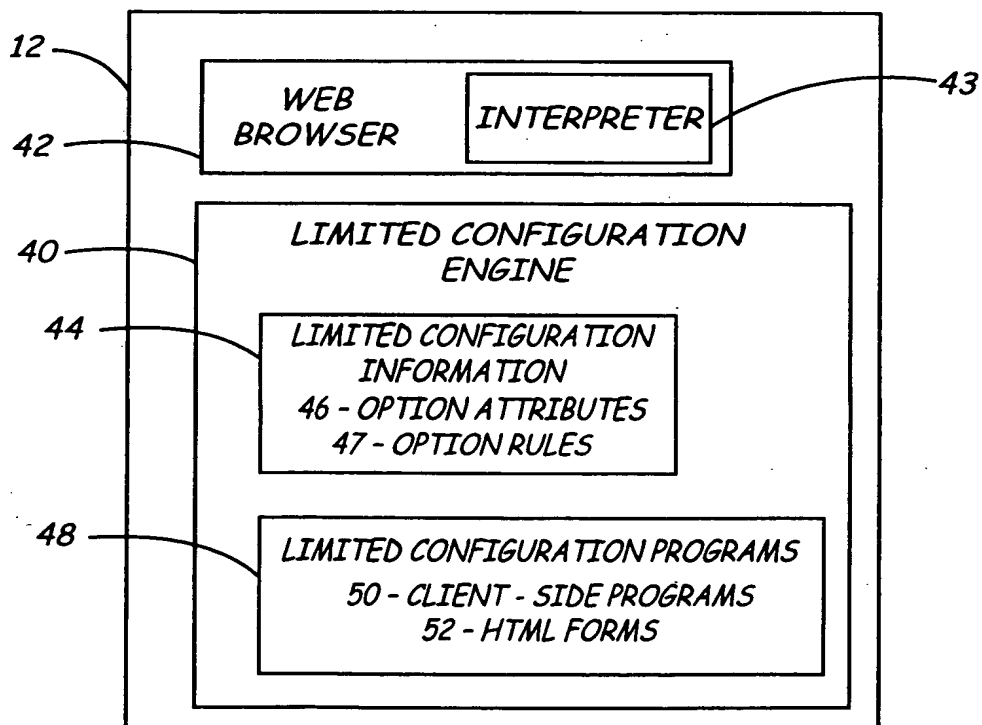 12
WEB
BROWSER
INTERPRETER
43
42
40
LIMITED CONFIGURATION
ENGINE
44
LIMITED CONFIGURATION
INFORMATION
46 - OPTION ATTRIBUTES
47 - OPTION RULES
48
LIMITED CONFIGURATION PROGRAMS
50 - CLIENT - SIDE PROGRAMS
52 - HTML FORMS